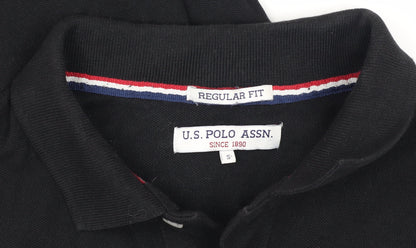 REGULAR FIT
U.S. POLO ASSN.
SINCE 1890
S